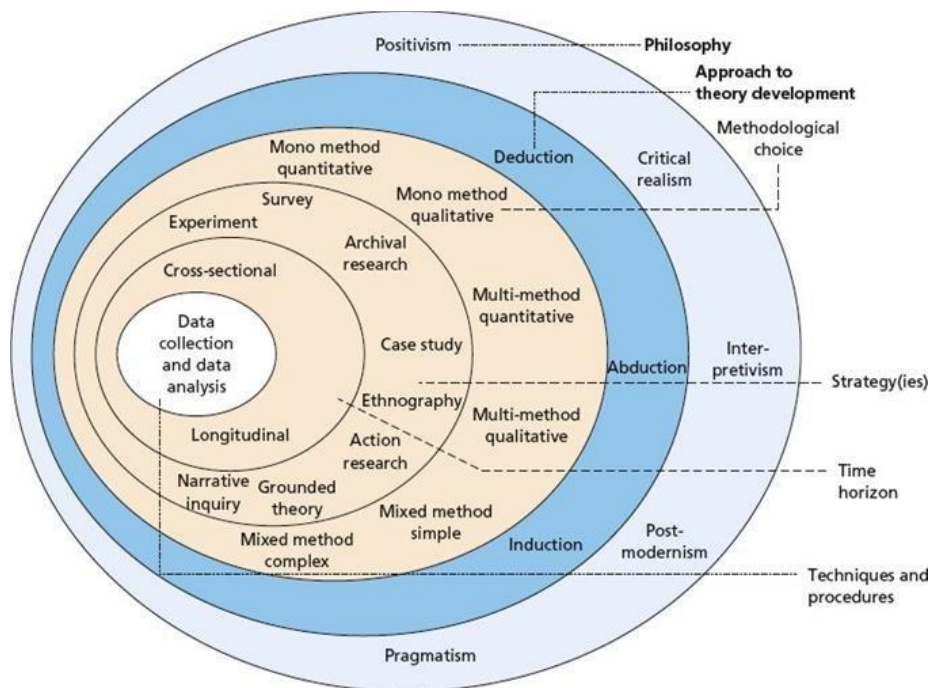 Positivism
Philosophy
Approach to
theory development
Methodological
choice
Mono method
quantitative
Deduction
Critical
realism
Mono method
qualitative
Survey
Experiment
Archival
research
Cross-sectional
Multi-method
quantitative
Data
collection
and data
analysis
Case study
Inter-
pretivism
Abduction
Strategy(ies)
Ethnography
Multi-method
qualitative
Longitudinal
Action
research
Time
horizon
Narrative
inquiry
Grounded
theory
Mixed method
simple
Mixed method
complex
Induction
Post-
modernism
Techniques and
procedures
Pragmatism